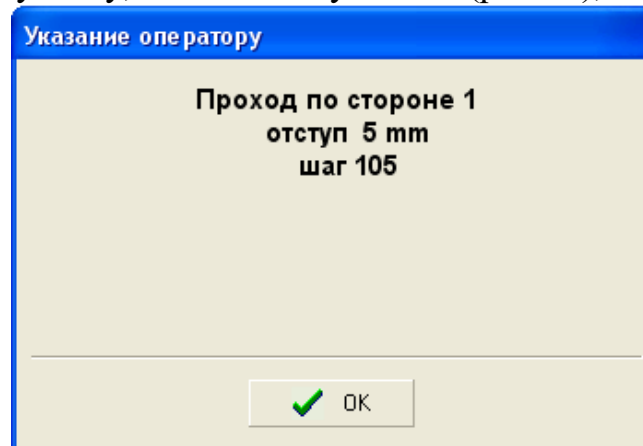 Указание оператору
Проход по стороне 1
отступ 5 mm
шаг 105
OK